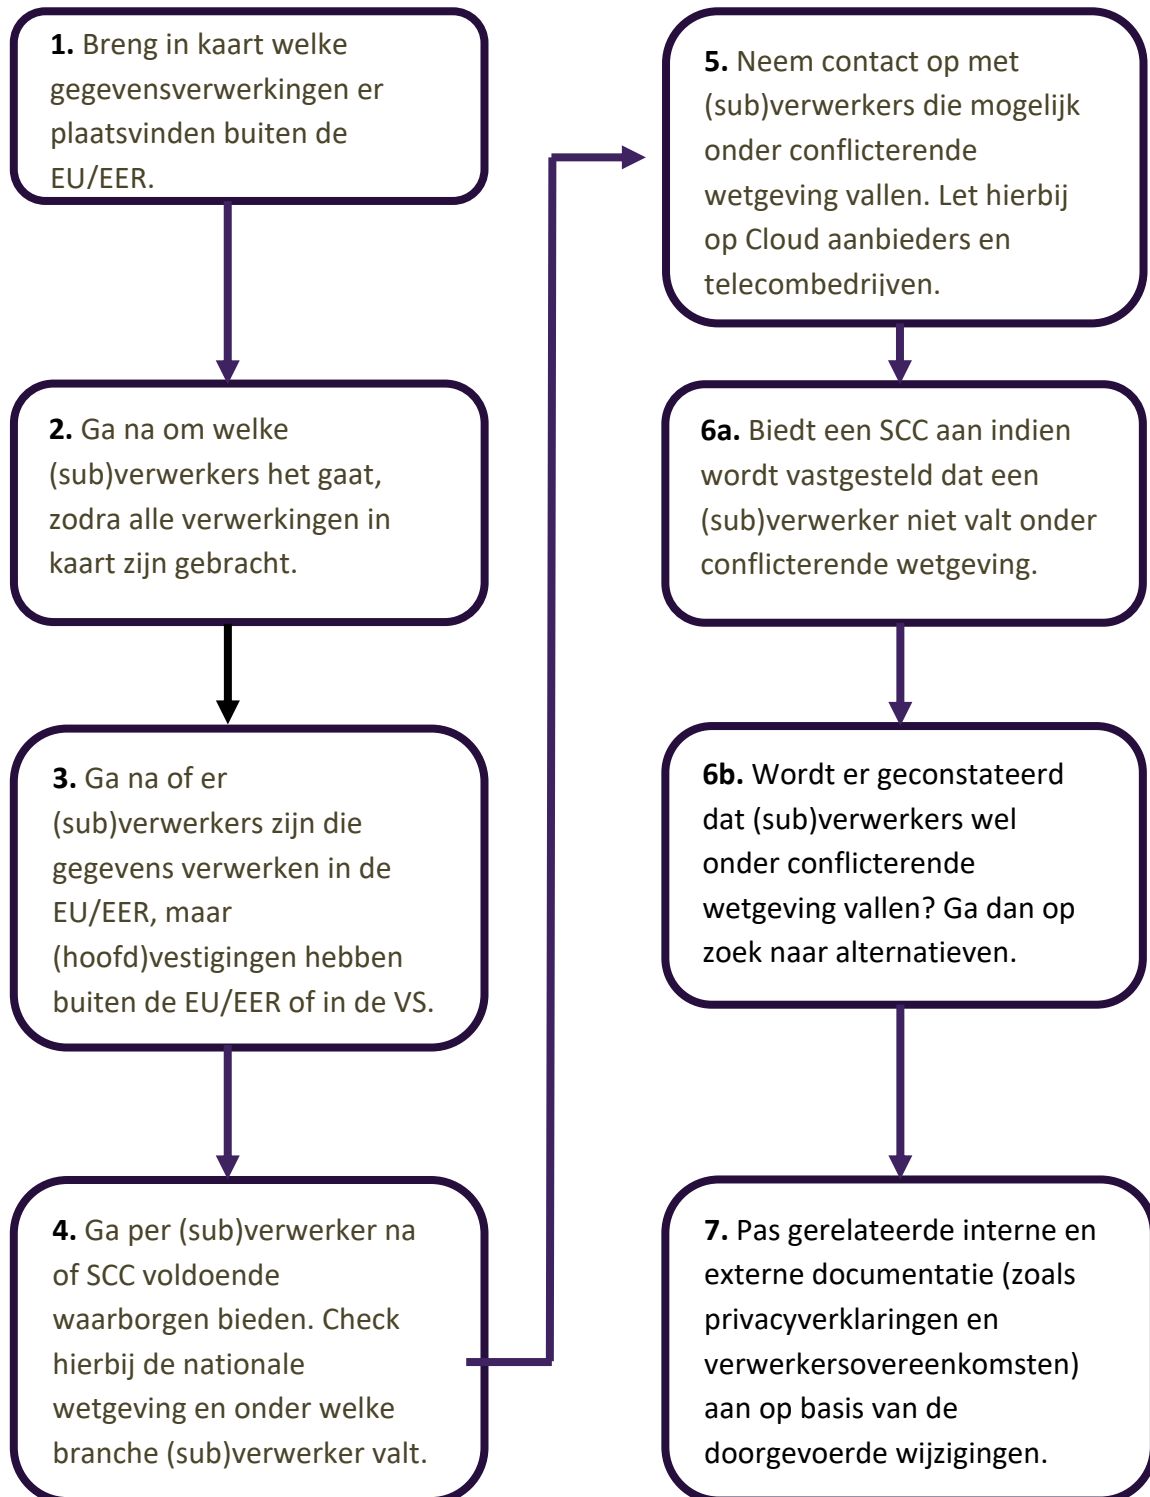 1. Breng in kaart welke
gegevensverwerkingen er
plaatsvinden buiten de
EU/EER.
2. Ga na om welke
(sub)verwerkers het gaat,
zodra alle verwerkingen in
kaart zijn gebracht.
3. Ga na of er
(sub)verwerkers zijn die
gegevens verwerken in de
EU/EER, maar
(hoofd)vestigingen hebben
buiten de EU/EER of in de VS.
4. Ga per (sub)verwerker na
of SCC voldoende
waarborgen bieden. Check
hierbij de nationale
wetgeving en onder welke
branche (sub)verwerker valt.
5. Neem contact op met
(sub)verwerkers die mogelijk
onder conflicterende
wetgeving vallen. Let hierbij
op Cloud aanbieders en
telecombedrijven.
6a. Biedt een SCC aan indien
wordt vastgesteld dat een
(sub)verwerker niet valt onder
conflicterende wetgeving.
6b. Wordt er geconstateerd
dat (sub)verwerkers wel
onder conflicterende
wetgeving vallen? Ga dan op
zoek naar alternatieven.
7. Pas gerelateerde interne en
externe documentatie (zoals
privacyverklaringen en
verwerkersovereenkomsten)
aan op basis van de
doorgevoerde wijzigingen.